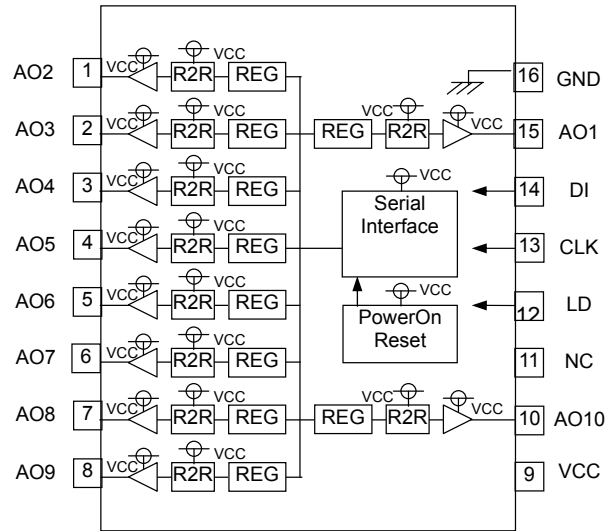 AO2 1 VCC R2R VCC REG 16 GND
AO3 2 VCC R2R VCC REG REG VCC R2R VCC 15 AO1
AO4 3 VCC R2R VCC REG VCC 14 DI
Serial
Interface
AO5 4 VCC R2R VCC REG 13 CLK
AO6 5 VCC R2R VCC REG VCC 12 LD
PowerOn
Reset
AO7 6 VCC R2R VCC REG 11 NC
AO8 7 VCC R2R VCC REG REG VCC R2R VCC 10 AO10
AO9 8 VCC R2R VCC REG 9 VCC